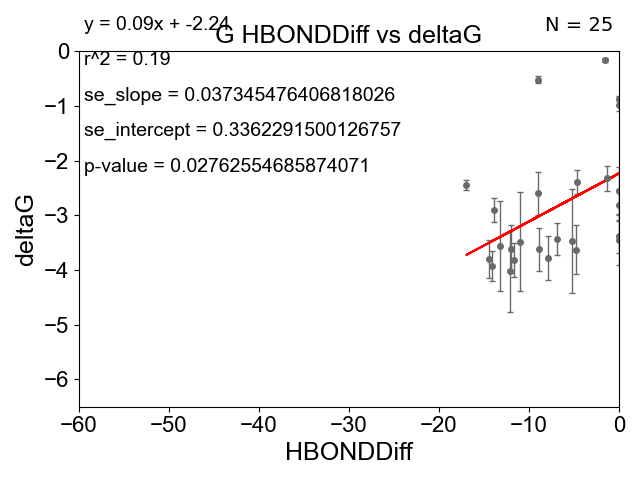 y = 0.09x + -2.24
N = 25
G HBONDDiff vs deltaG
r^2 = 0.19
se_slope = 0.037345476406818026
se_intercept = 0.3362291500126757
p-value = 0.02762554685874071
0
−1
−2
−3
−4
−5
−6
deltaG
−60 −50 −40 −30 −20 −10 0
HBONDDiff